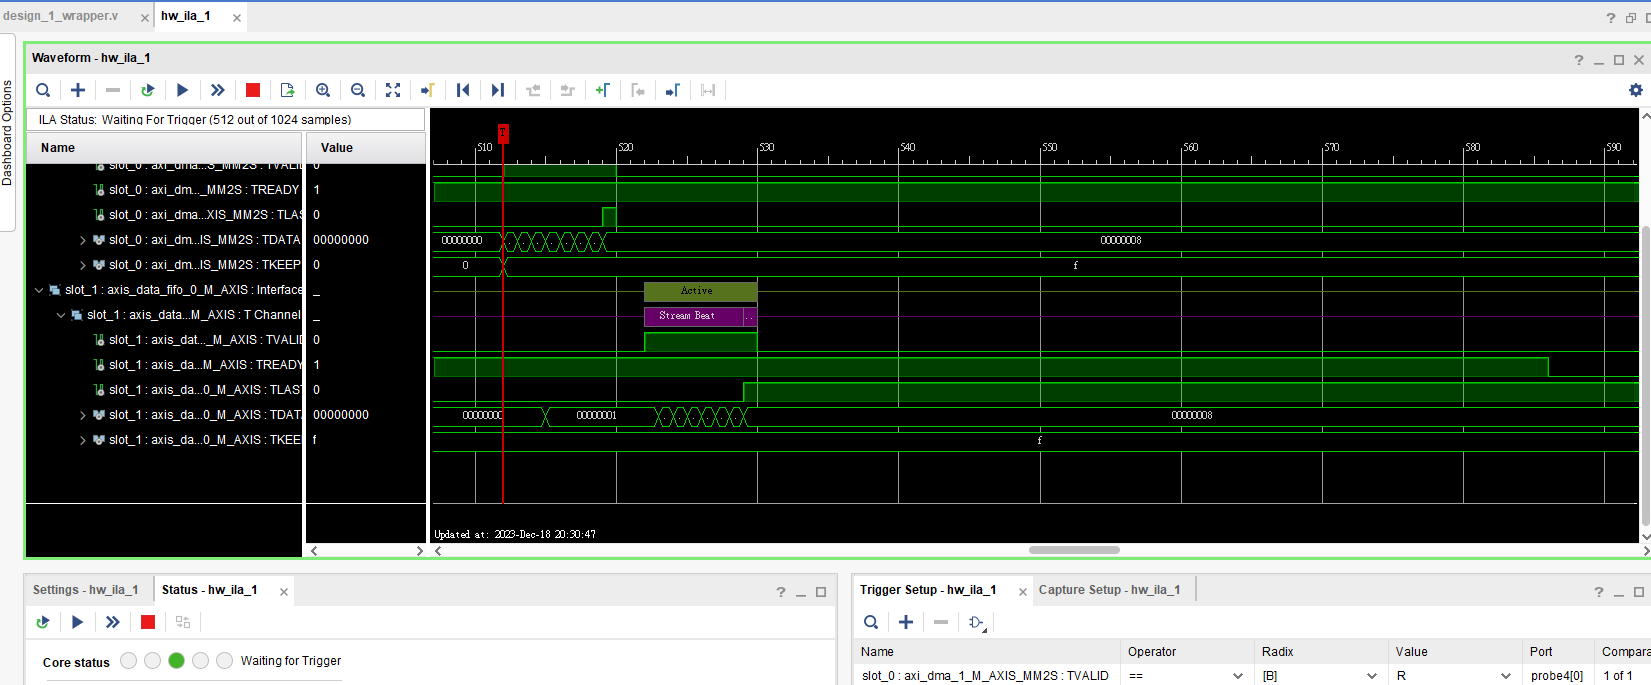 design_1_wrapper.v × hw_ila_1 ×
?
Dashboard Options
Waveform - hw_ila_1
?
ILA Status: Waiting For Trigger (512 out of 1024 samples)
Name Value
T
510 520 530 540 550 560 570 580 590
slot_0 : axi_dma...S_MM2S : TVALI 0
slot_0 : axi_dm..._MM2S : TREADY 1
slot_0 : axi_dma...XIS_MM2S : TLAS 0
slot_0 : axi_dm...IS_MM2S : TDATA 00000000 00000000 00000008
slot_0 : axi_dm...IS_MM2S : TKEEP 0 0 f
slot_1 : axis_data_fifo_0_M_AXIS : Interface _ Active
slot_1 : axis_data...M_AXIS : T Channel _ Stream Beat ..
slot_1 : axis_dat..._M_AXIS : TVALI 0
slot_1 : axis_da...M_AXIS : TREADY 1
slot_1 : axis_da...0_M_AXIS : TLAS 0
slot_1 : axis_da...0_M_AXIS : TDAT 00000000 00000000 00000001 00000008
slot_1 : axis_da...0_M_AXIS : TKEE f f
Updated at: 2023-Dec-18 20:30:47
Settings - hw_ila_1 Status - hw_ila_1 × ?
Core status Waiting for Trigger
Trigger Setup - hw_ila_1 × Capture Setup - hw_ila_1 ?
Name Operator Radix Value Port Compara
slot_0 : axi_dma_1_M_AXIS_MM2S : TVALID == [B] R probe4[0] 1 of 1